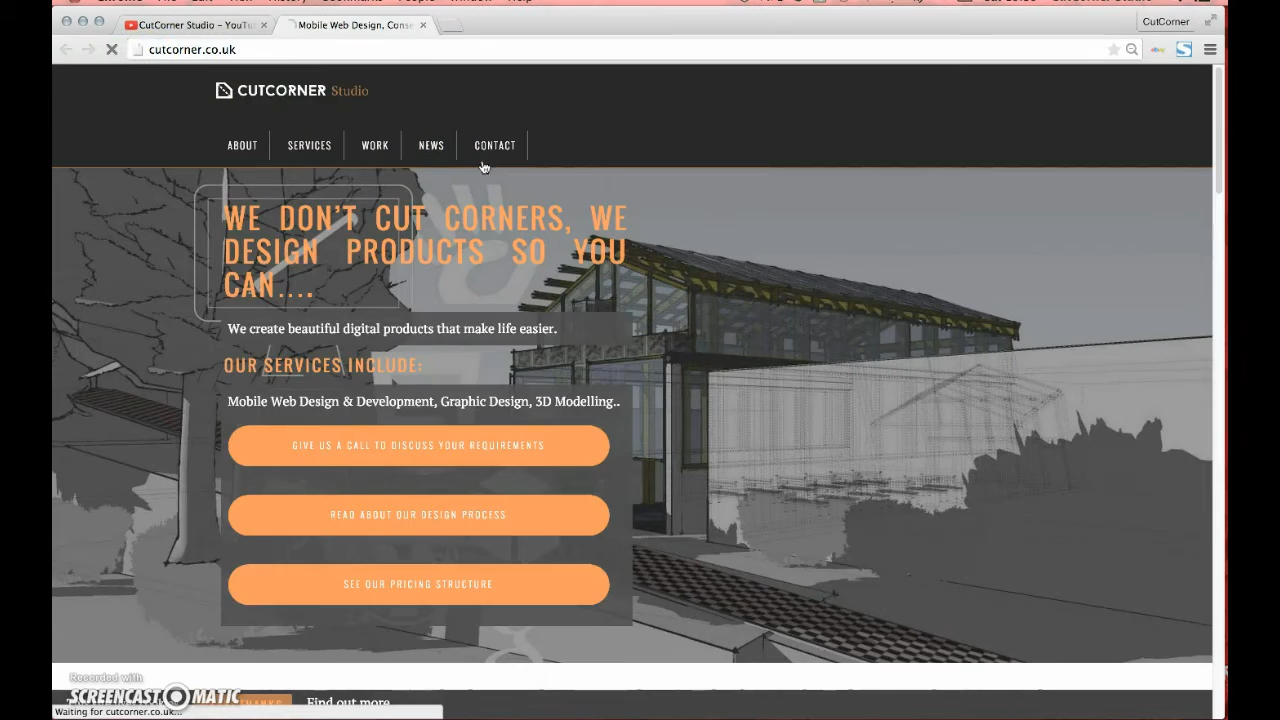 CutCorner Studio – YouTu
Mobile Web Design, Conse
CutCorner
cutcorner.co.uk
CUTCORNER Studio
ABOUT
SERVICES
WORK
NEWS
CONTACT
WE DON'T CUT CORNERS, WE
DESIGN PRODUCTS SO YOU
CAN....
We create beautiful digital products that make life easier.
OUR SERVICES INCLUDE:
Mobile Web Design & Development, Graphic Design, 3D Modelling..
GIVE US A CALL TO DISCUSS YOUR REQUIREMENTS
READ ABOUT OUR DESIGN PROCESS
SEE OUR PRICING STRUCTURE
Recorded with
SCREENCAST MATIC
Find out more
Waiting for cutcorner.co.uk...